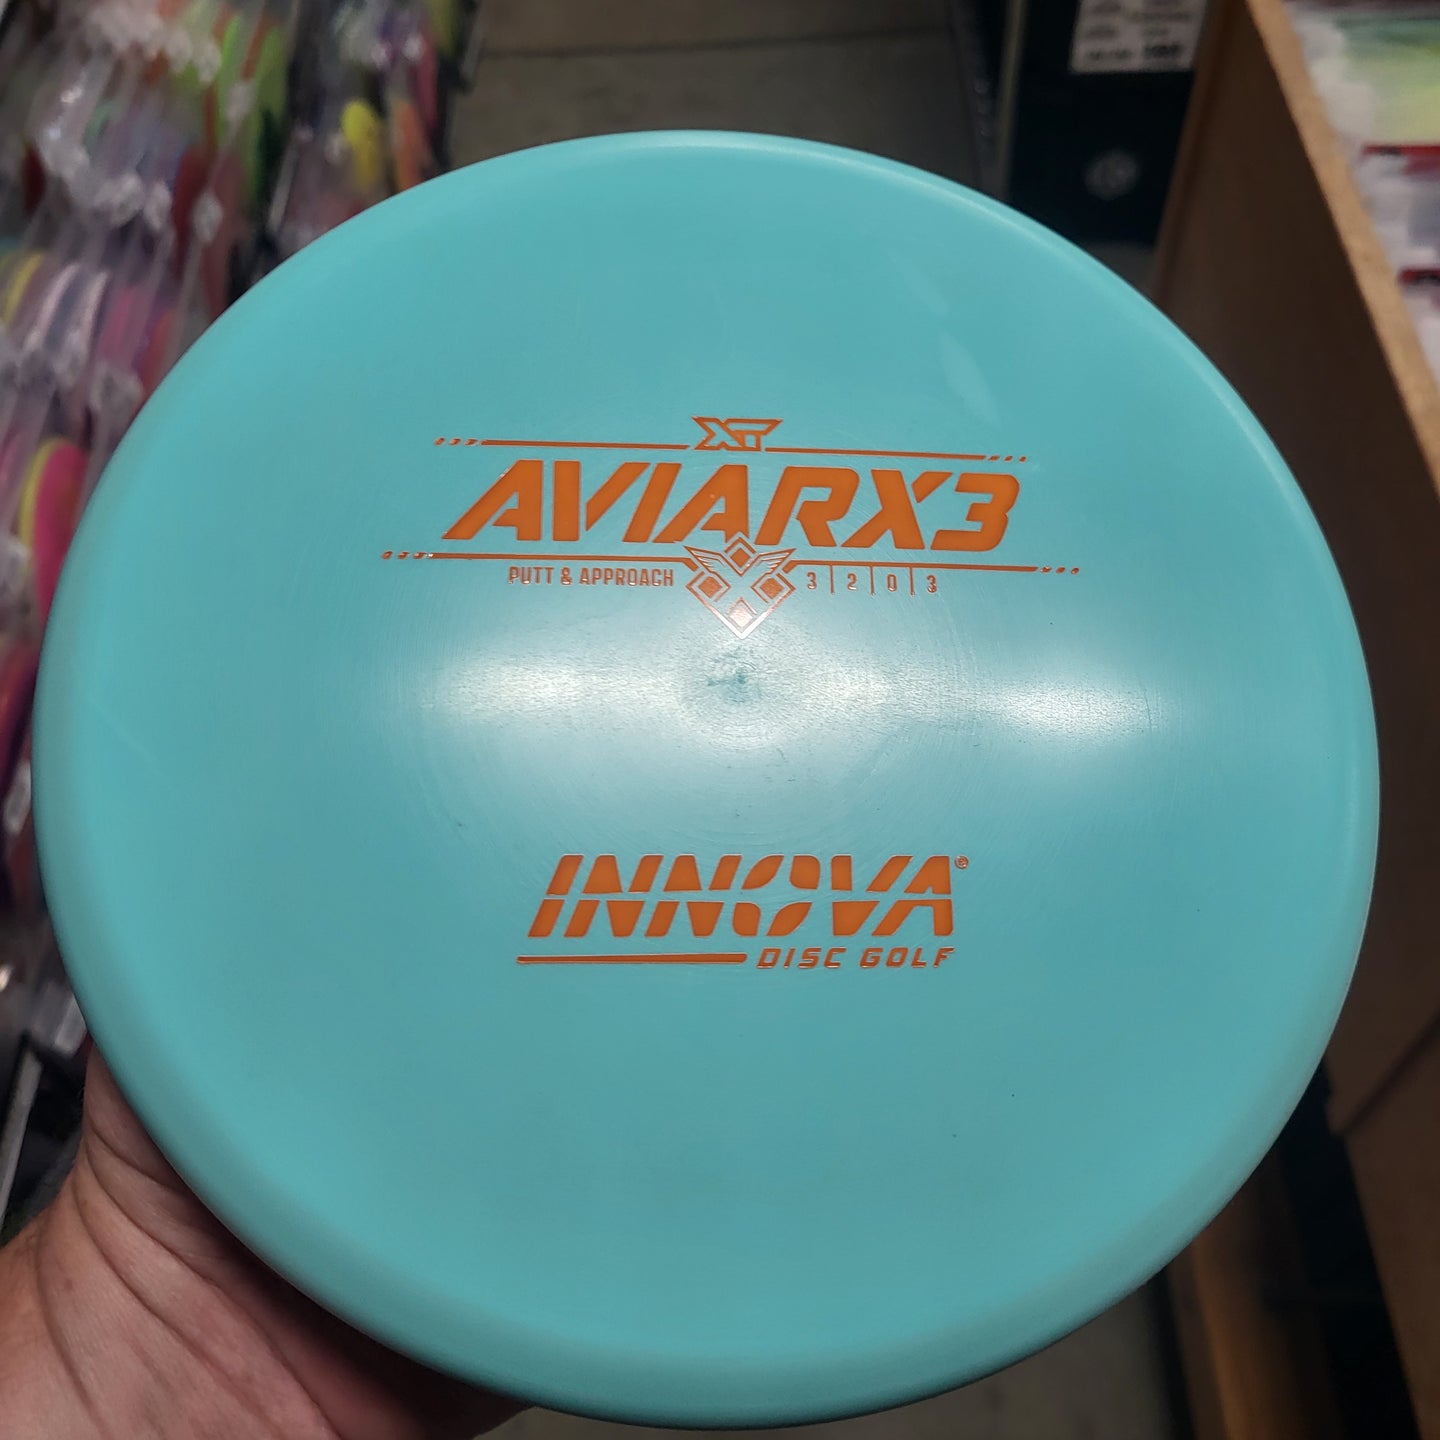 XT
AVIARX3
PUTT & APPROACH 3 | 2 | 0 | 3
INNOVA®
DISC GOLF